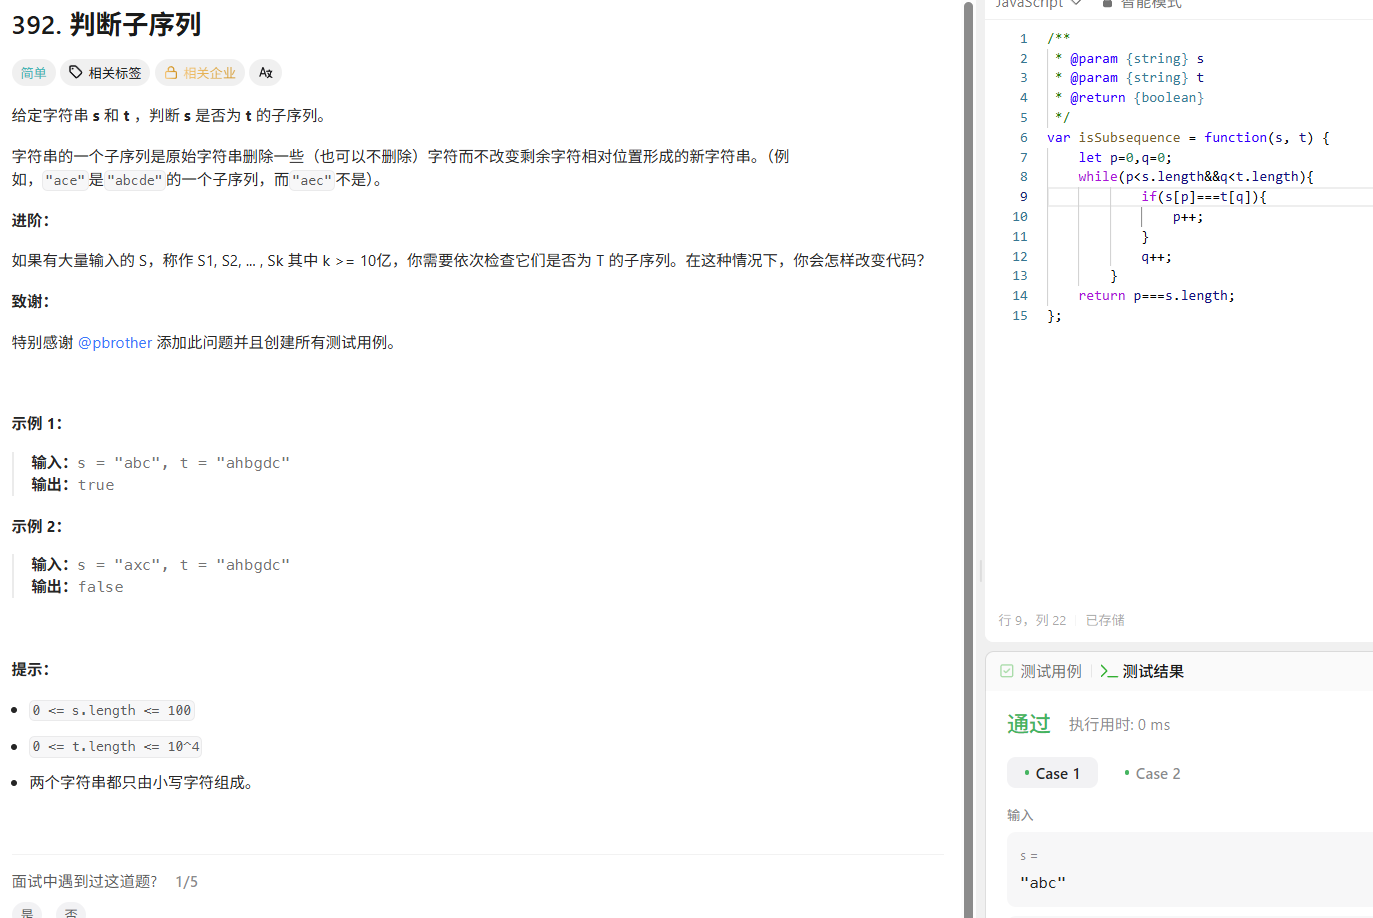 392. 判断子序列
简单 相关标签 相关企业 A
给定字符串 s 和 t ，判断 s 是否为 t 的子序列。
字符串的一个子序列是原始字符串删除一些（也可以不删除）字符而不改变剩余字符相对位置形成的新字符串。（例
如，"ace"是"abcde"的一个子序列，而"aec"不是）。
进阶：
如果有大量输入的 S，称作 S1, S2, ... , Sk 其中 k >= 10亿，你需要依次检查它们是否为 T 的子序列。在这种情况下，你会怎样改变代码？
致谢：
特别感谢 @pbrother 添加此问题并且创建所有测试用例。
示例 1：
输入：s = "abc", t = "ahbgdc"
输出：true
示例 2：
输入：s = "axc", t = "ahbgdc"
输出：false
提示：
0 <= s.length <= 100
0 <= t.length <= 10^4
两个字符串都只由小写字符组成。
面试中遇到过这道题? 1/5
是 否
JavaScript 智能模式
1 /**
2 * @param {string} s
3 * @param {string} t
4 * @return {boolean}
5 */
6 var isSubsequence = function(s, t) {
7 let p=0,q=0;
8 while(p<s.length&&q<t.length){
9 if(s[p]===t[q]){
10 p++;
11 }
12 q++;
13 }
14 return p===s.length;
15 };
行 9，列 22 已存储
测试用例 测试结果
通过 执行用时: 0 ms
Case 1 Case 2
输入
s =
"abc"